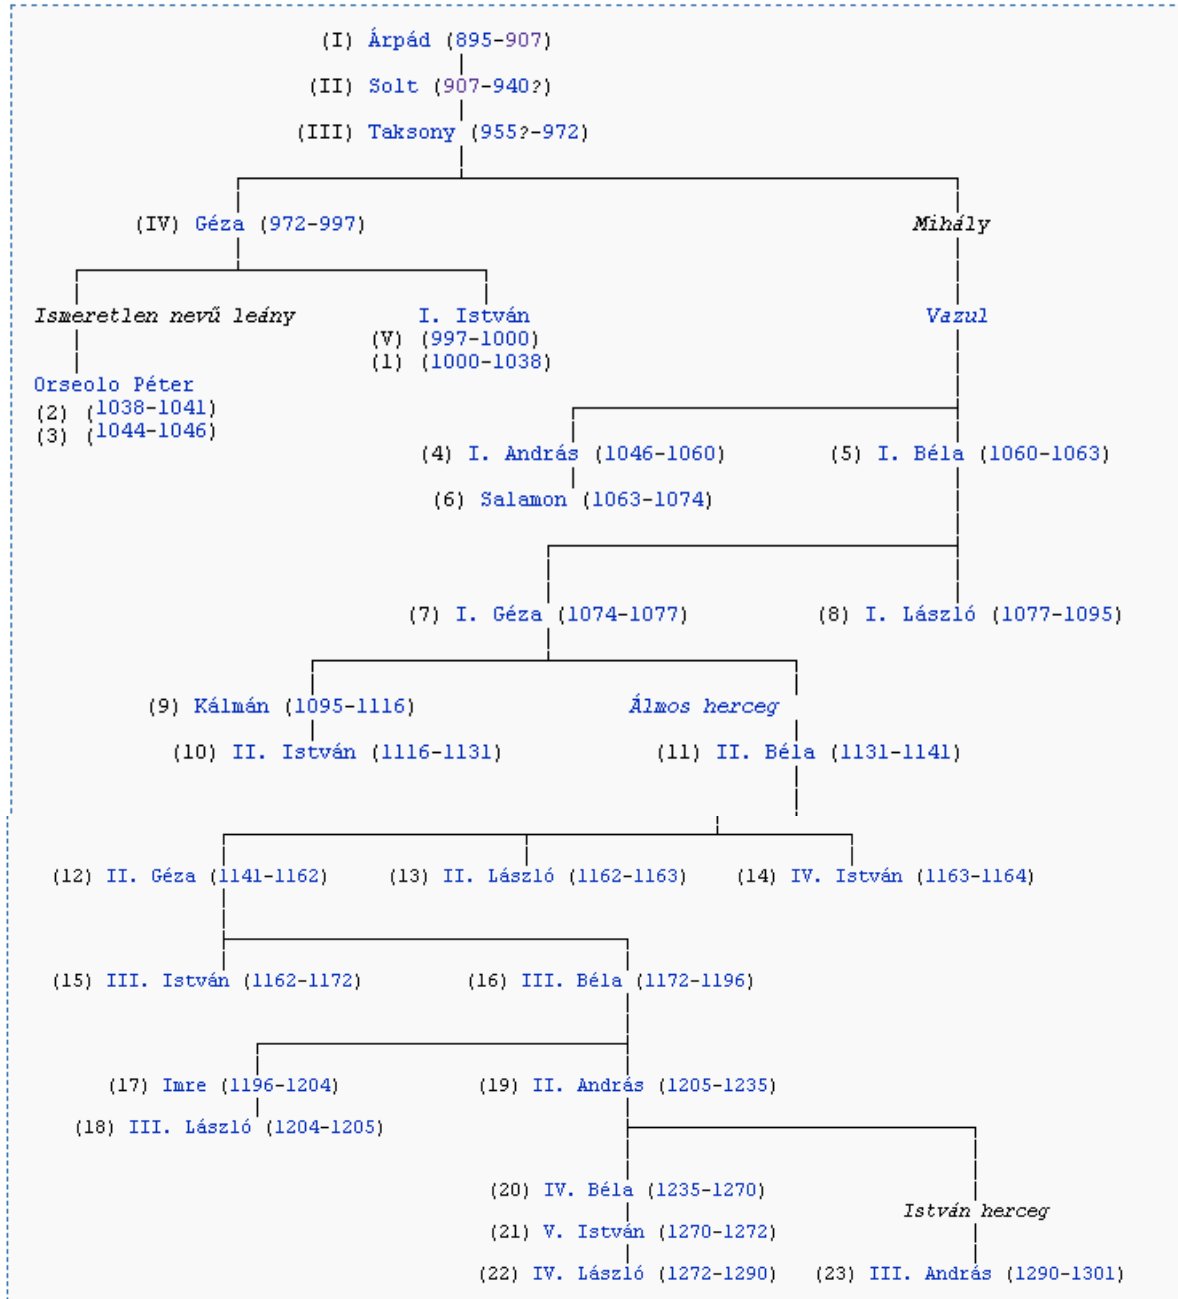 (I) Árpád (895-907)
(II) Solt (907-940?)
(III) Taksony (955?-972)
(IV) Géza (972-997) Mihály
Ismeretlen nevű leány I. István Vazul
(V) (997-1000)
(1) (1000-1038)
Orseolo Péter
(2) (1038-1041)
(3) (1044-1046)
(4) I. András (1046-1060) (5) I. Béla (1060-1063)
(6) Salamon (1063-1074)
(7) I. Géza (1074-1077) (8) I. László (1077-1095)
(9) Kálmán (1095-1116) Álmos herceg
(10) II. István (1116-1131) (11) II. Béla (1131-1141)
(12) II. Géza (1141-1162) (13) II. László (1162-1163) (14) IV. István (1163-1164)
(15) III. István (1162-1172) (16) III. Béla (1172-1196)
(17) Imre (1196-1204) (19) II. András (1205-1235)
(18) III. László (1204-1205)
(20) IV. Béla (1235-1270)
István herceg
(21) V. István (1270-1272)
(22) IV. László (1272-1290) (23) III. András (1290-1301)